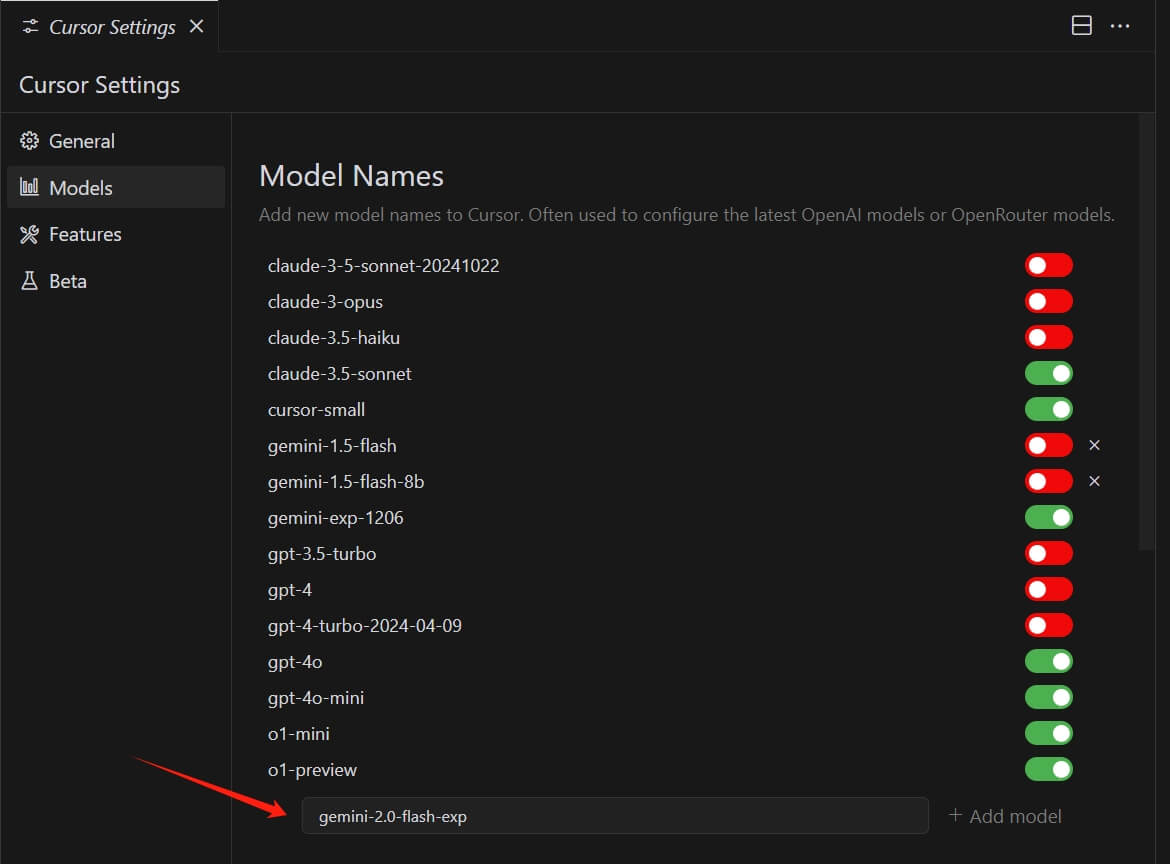 Cursor Settings
Cursor Settings
General
Models
Features
Beta
Model Names
Add new model names to Cursor. Often used to configure the latest OpenAI models or OpenRouter models.
claude-3-5-sonnet-20241022
claude-3-opus
claude-3.5-haiku
claude-3.5-sonnet
cursor-small
gemini-1.5-flash
gemini-1.5-flash-8b
gemini-exp-1206
gpt-3.5-turbo
gpt-4
gpt-4-turbo-2024-04-09
gpt-4o
gpt-4o-mini
o1-mini
o1-preview
gemini-2.0-flash-exp + Add model